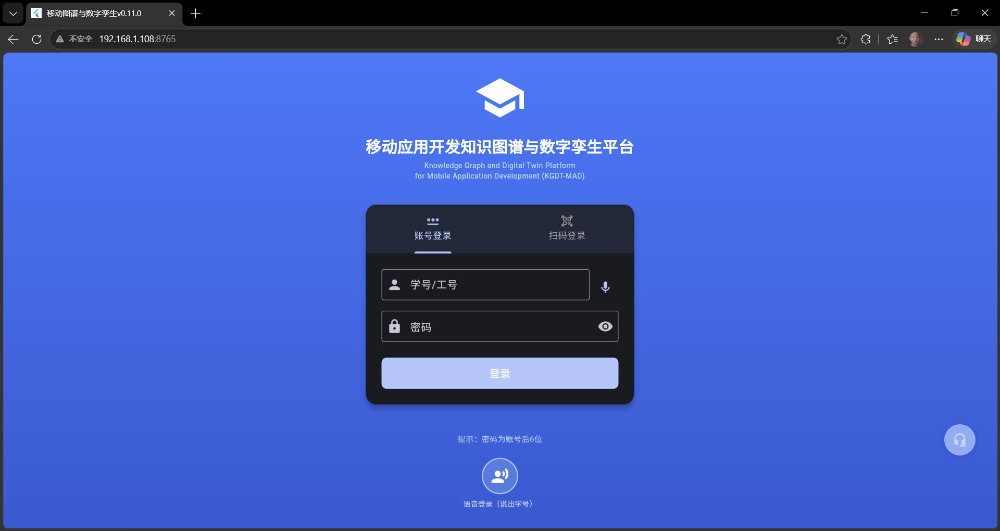 移动图谱与数字孪生v0.11.0
不安全 192.168.1.108:8765
聊天
移动应用开发知识图谱与数字孪生平台
Knowledge Graph and Digital Twin Platform
for Mobile Application Development (KGDT-MAD)
账号登录
扫码登录
学号/工号
密码
登录
提示：密码为账号后6位
语音登录（说出学号）